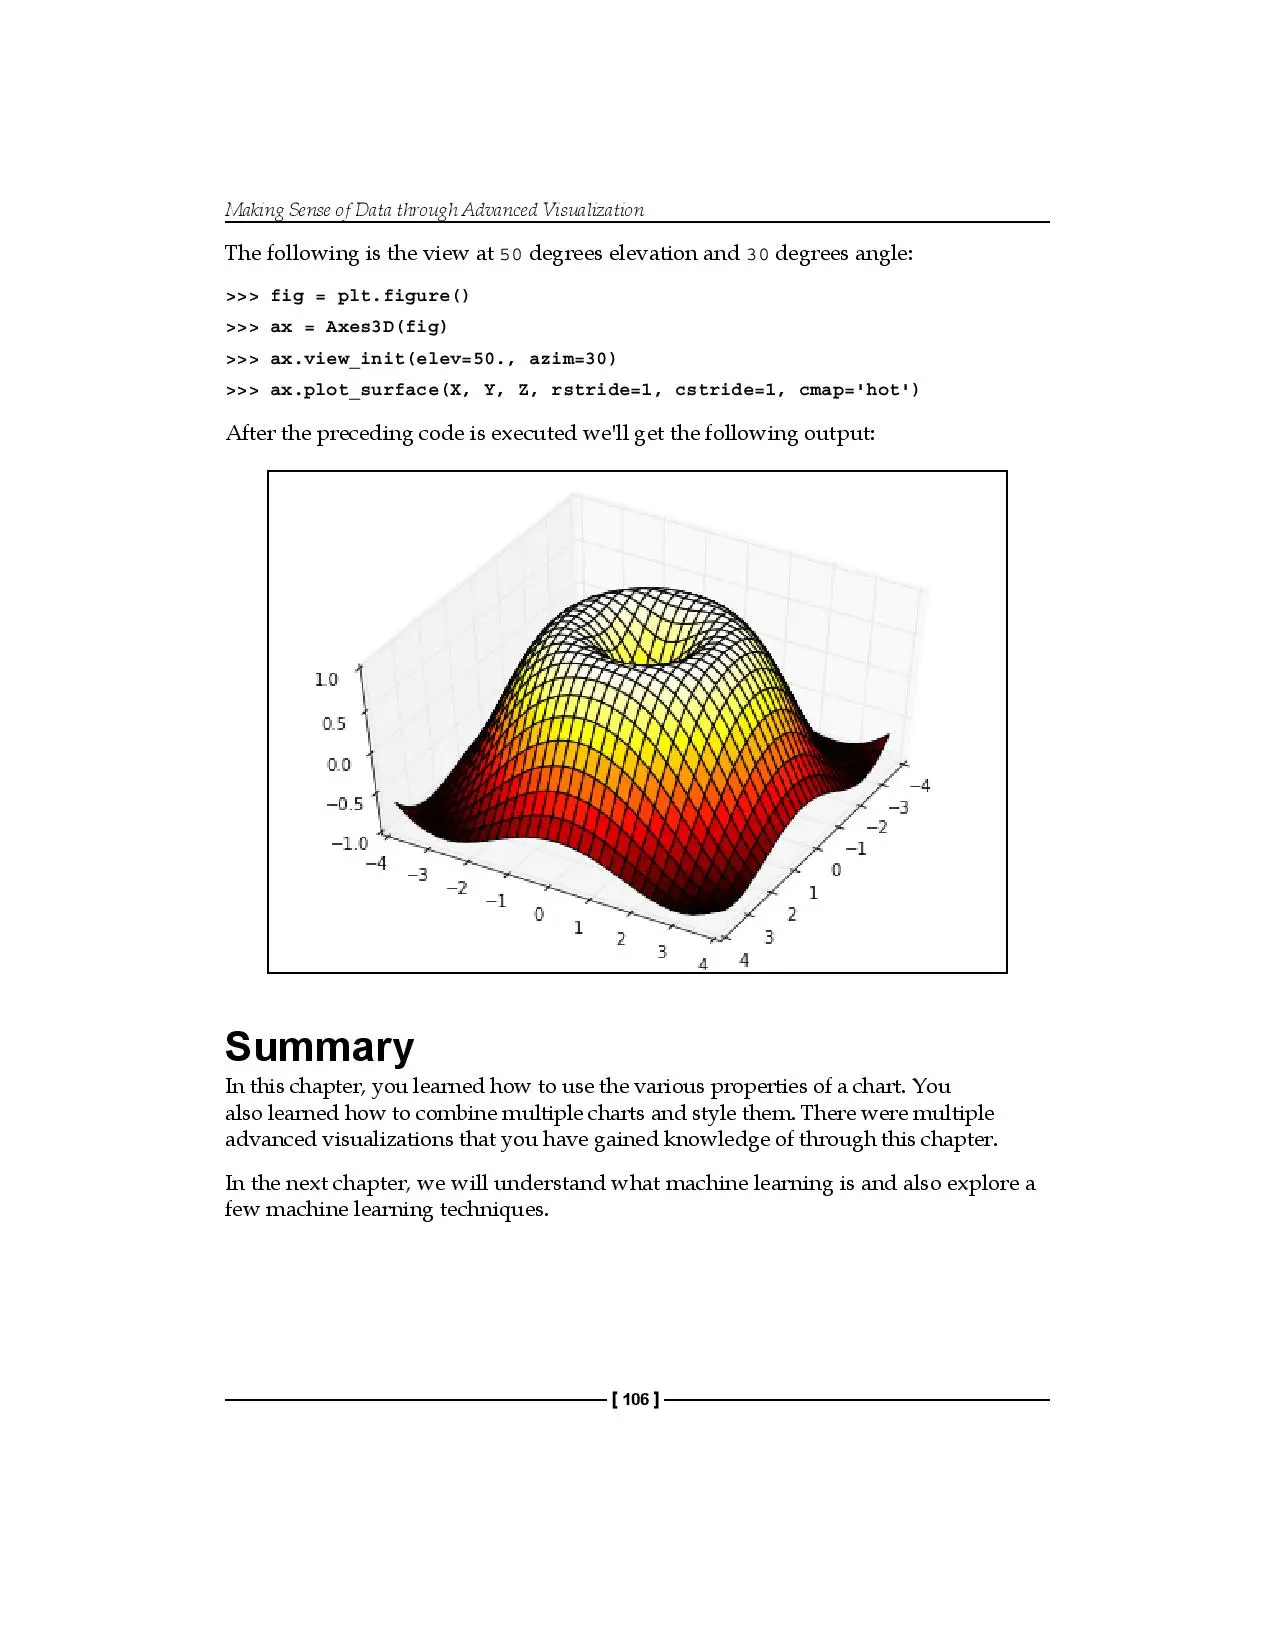 Making Sense of Data through Advanced Visualization
The following is the view at 50 degrees elevation and 30 degrees angle:
>>> fig = plt.figure()
>>> ax = Axes3D(fig)
>>> ax.view_init(elev=50., azim=30)
>>> ax.plot_surface(X, Y, Z, rstride=1, cstride=1, cmap='hot')
After the preceding code is executed we'll get the following output:
1.0
0.5
0.0
−0.5
−1.0
−4
−3
−2
−1
0
1
2
3
4
−4
−3
−2
−1
0
1
2
3
4
Summary
In this chapter, you learned how to use the various properties of a chart. You
also learned how to combine multiple charts and style them. There were multiple
advanced visualizations that you have gained knowledge of through this chapter.
In the next chapter, we will understand what machine learning is and also explore a
few machine learning techniques.
[ 106 ]